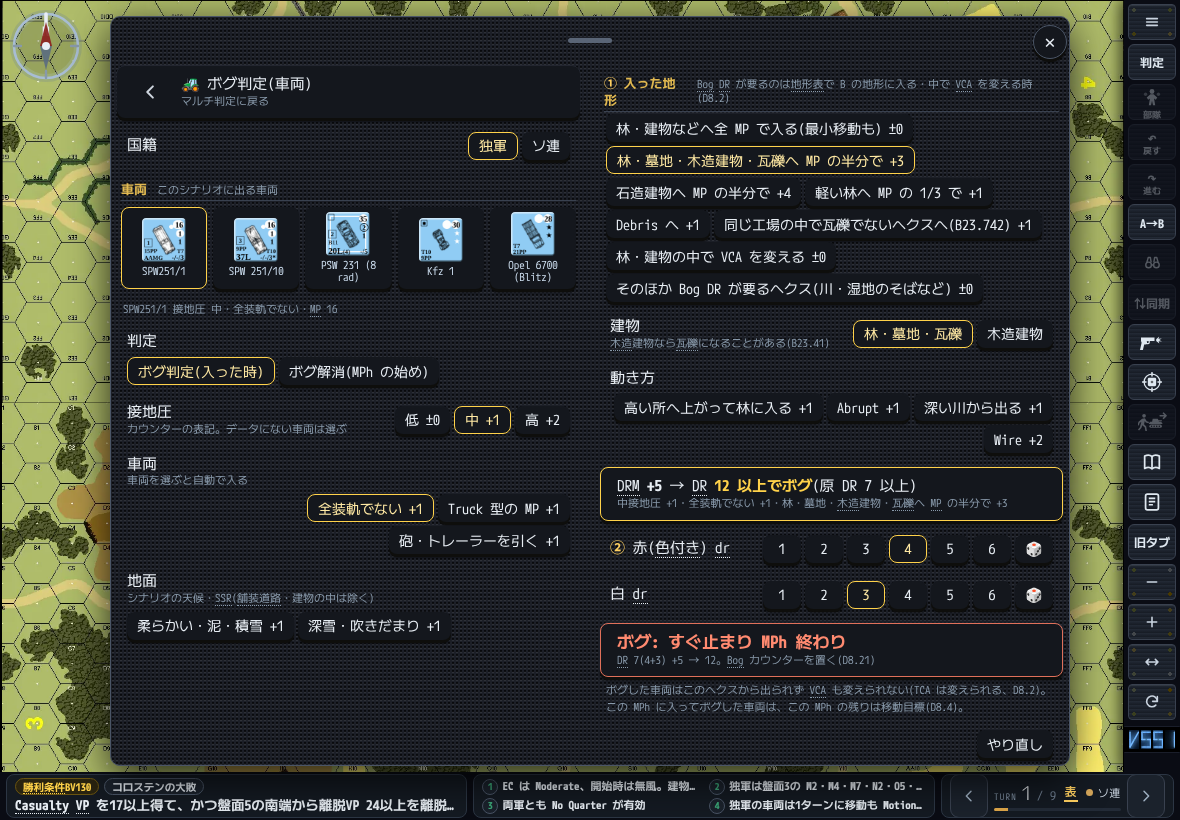 ボグ判定(車両)
マルチ判定に戻る
国籍
独軍
ソ連
車両 このシナリオに出る車両
SPW251/1
SPW 251/10
PSW 231 (8 rad)
Kfz 1
Opel 6700 (Blitz)
SPW251/1 接地圧 中・全装軌でない・MP 16
判定
ボグ判定(入った時)
ボグ解消(MPh の始め)
接地圧
カウンターの表記。データにない車両は選ぶ
低 ±0
中 +1
高 +2
車両
車両を選ぶと自動で入る
全装軌でない +1
Truck 型の MP +1
砲・トレーラーを引く +1
地面
シナリオの天候・SSR(舗装道路・建物の中は除く)
柔らかい・泥・積雪 +1
深雪・吹きだまり +1
① 入った地形
Bog DR が要るのは地形表で B の地形に入る・中で VCA を変える時(D8.2)
林・建物などへ全 MP で入る(最小移動も) ±0
林・墓地・木造建物・瓦礫へ MP の半分で +3
石造建物へ MP の半分で +4
軽い林へ MP の 1/3 で +1
Debris へ +1
同じ工場の中で瓦礫でないヘクスへ(B23.742) +1
林・建物の中で VCA を変える ±0
そのほか Bog DR が要るヘクス(川・湿地のそばなど) ±0
建物
木造建物なら瓦礫になることがある(B23.41)
林・墓地・瓦礫
木造建物
動き方
高い所へ上がって林に入る +1
Abrupt +1
深い川から出る +1
Wire +2
DRM +5 → DR 12 以上でボグ(原 DR 7 以上)
中接地圧 +1・全装軌でない +1・林・墓地・木造建物・瓦礫へ MP の半分で +3
② 赤(色付き) dr
1 2 3 4 5 6
白 dr
1 2 3 4 5 6
ボグ: すぐ止まり MPh 終わり
DR 7(4+3) +5 → 12。Bog カウンターを置く(D8.21)
ボグした車両はこのヘクスから出られず VCA も変えられない(TCA は変えられる、D8.2)。
この MPh に入ってボグした車両は、この MPh の残りは移動目標(D8.4)。
やり直し
判定
部隊
戻す
進む
A→B
⇅同期
旧タブ
勝利条件BV130
コロステンの大敗
Casualty VP を17以上得て、かつ盤面5の南端から離脱VP 24以上を離脱…
1 EC は Moderate、開始時は無風。建物…
2 独軍は盤面3の M2・M4・M7・N2・O5・…
3 両軍とも No Quarter が有効
4 独軍の車両は1ターンに移動も Motion…
TURN 1 / 9 表 ソ連